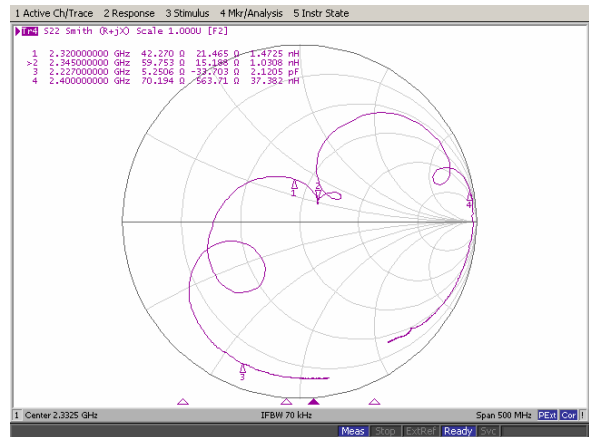 1 Active Ch/Trace 2 Response 3 Stimulus 4 Mkr/Analysis 5 Instr State
Tr4 S22 Smith (R+jX) Scale 1.000U [F2]
1 2.320000000 GHz 42.270 Ω 21.465 Ω 1.4725 nH
>2 2.345000000 GHz 59.753 Ω 15.188 Ω 1.0308 nH
3 2.227000000 GHz 5.2506 Ω -33.703 Ω 2.1205 pF
4 2.400000000 GHz 70.194 Ω 563.71 Ω 37.382 nH
1
2
4
3
1 Center 2.3325 GHz IFBW 70 kHz Span 500 MHz PExt Cor !
Meas Stop ExtRef Ready Svc